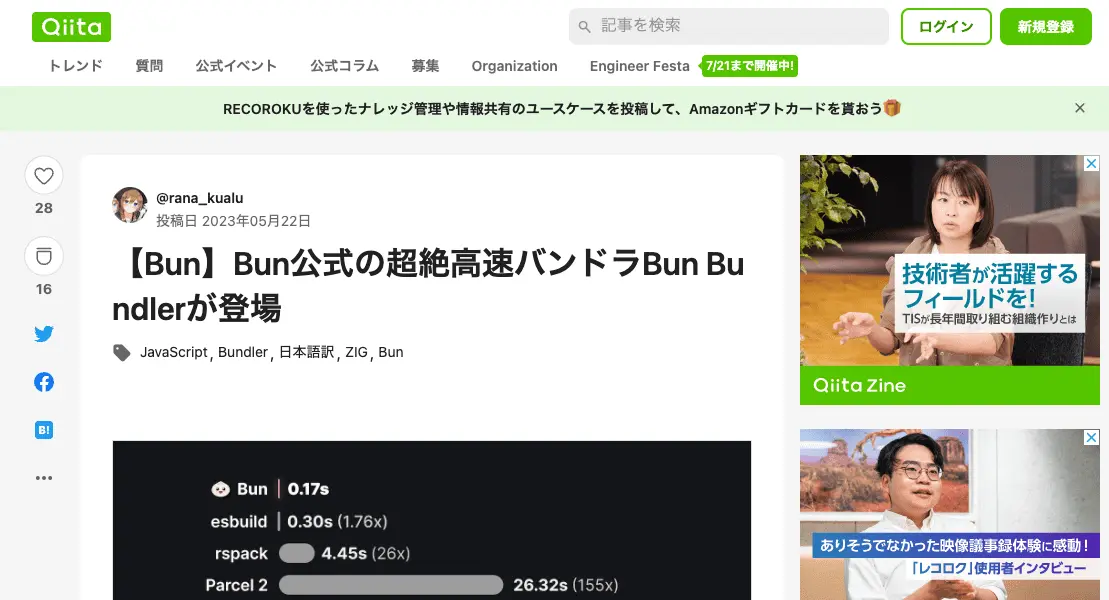 Qiita
記事を検索
ログイン
新規登録
トレンド 質問 公式イベント 公式コラム 募集 Organization Engineer Festa 7/21まで開催中!
RECOROKUを使ったナレッジ管理や情報共有のユースケースを投稿して、Amazonギフトカードを貰おう
28
16
B!
@rana_kualu
投稿日 2023年05月22日
【Bun】Bun公式の超絶高速バンドラBun Bu
ndlerが登場
JavaScript, Bundler, 日本語訳, ZIG, Bun
Bun 0.17s
esbuild 0.30s (1.76x)
rspack 4.45s (26x)
Parcel 2 26.32s (155x)
技術者が活躍する
フィールドを!
TISが長年間取り組む組織作りとは
Qiita Zine
ありそうでなかった映像議事録体験に感動!
「レコロク」使用者インタビュー